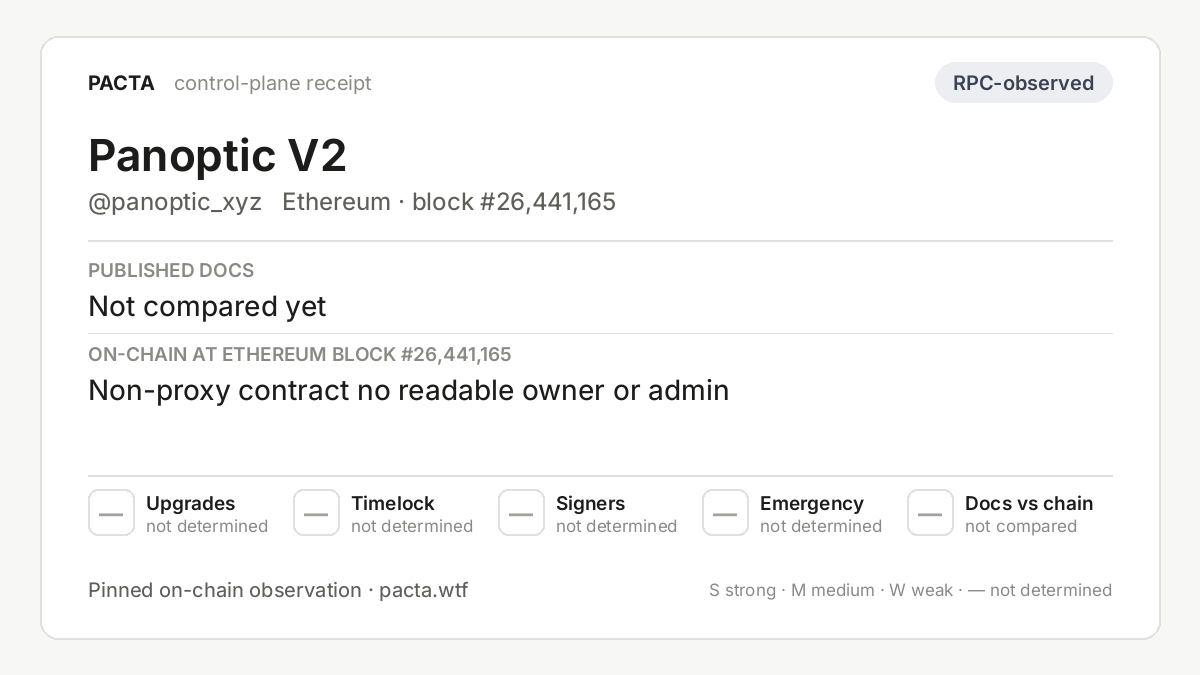 PACTA control-plane receipt
RPC-observed
Panoptic V2
@panoptic_xyz Ethereum · block #26,441,165
PUBLISHED DOCS
Not compared yet
ON-CHAIN AT ETHEREUM BLOCK #26,441,165
Non-proxy contract no readable owner or admin
— Upgrades
not determined
— Timelock
not determined
— Signers
not determined
— Emergency
not determined
— Docs vs chain
not compared
Pinned on-chain observation · pacta.wtf
S strong · M medium · W weak · — not determined